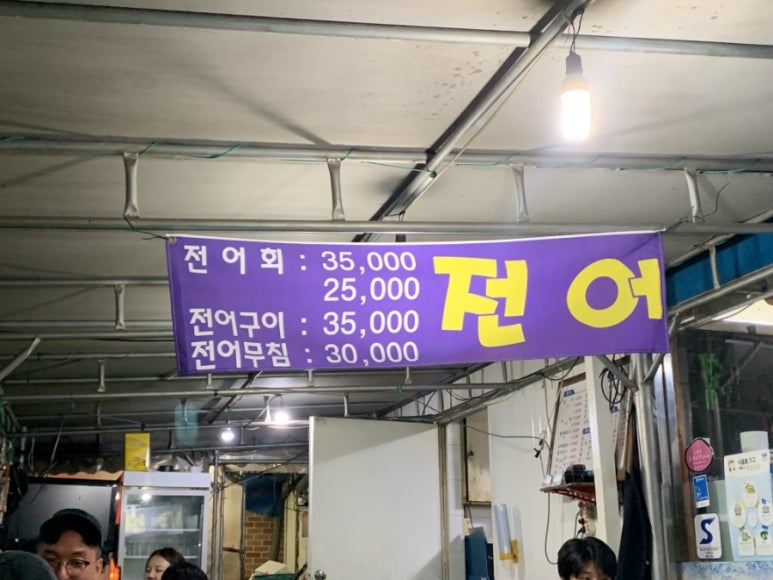 전어회 : 35,000
25,000
전어구이 : 35,000
전어무침 : 30,000
전어
S